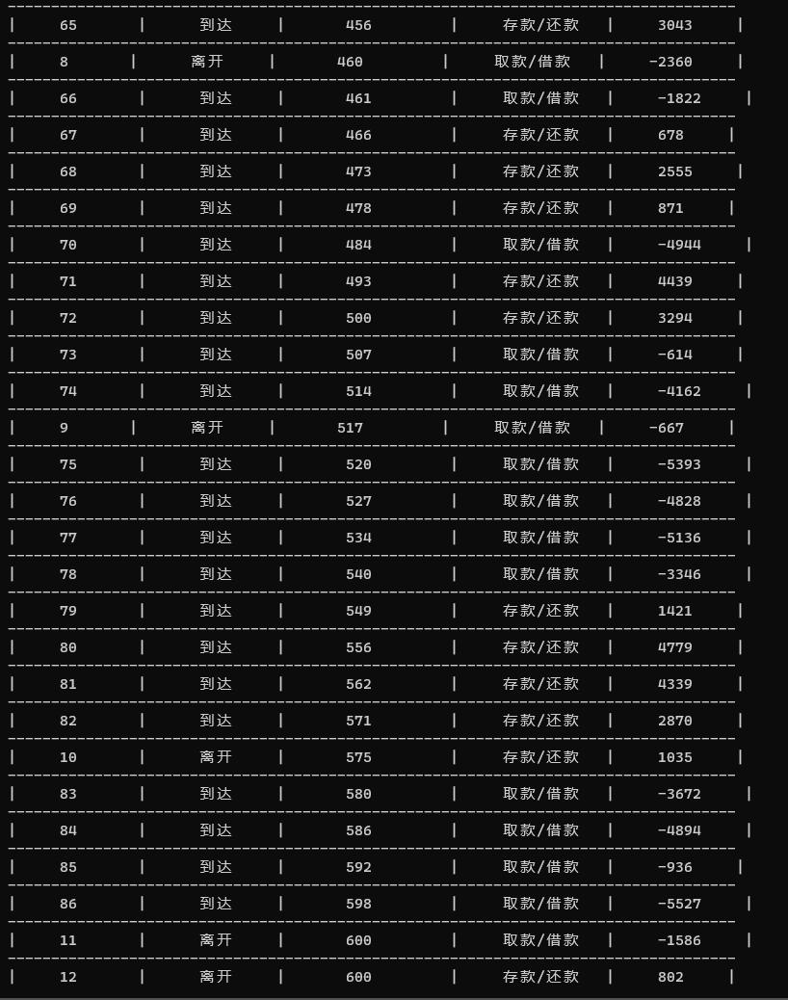 | 65 | 到达 | 456 | 存款/还款 | 3043 |
| 8 | 离开 | 460 | 取款/借款 | -2360 |
| 66 | 到达 | 461 | 取款/借款 | -1822 |
| 67 | 到达 | 466 | 存款/还款 | 678 |
| 68 | 到达 | 473 | 存款/还款 | 2555 |
| 69 | 到达 | 478 | 存款/还款 | 871 |
| 70 | 到达 | 484 | 取款/借款 | -4944 |
| 71 | 到达 | 493 | 存款/还款 | 4439 |
| 72 | 到达 | 500 | 存款/还款 | 3294 |
| 73 | 到达 | 507 | 取款/借款 | -614 |
| 74 | 到达 | 514 | 取款/借款 | -4162 |
| 9 | 离开 | 517 | 取款/借款 | -667 |
| 75 | 到达 | 520 | 取款/借款 | -5393 |
| 76 | 到达 | 527 | 取款/借款 | -4828 |
| 77 | 到达 | 534 | 取款/借款 | -5136 |
| 78 | 到达 | 540 | 取款/借款 | -3346 |
| 79 | 到达 | 549 | 存款/还款 | 1421 |
| 80 | 到达 | 556 | 存款/还款 | 4779 |
| 81 | 到达 | 562 | 存款/还款 | 4339 |
| 82 | 到达 | 571 | 存款/还款 | 2870 |
| 10 | 离开 | 575 | 存款/还款 | 1035 |
| 83 | 到达 | 580 | 取款/借款 | -3672 |
| 84 | 到达 | 586 | 取款/借款 | -4894 |
| 85 | 到达 | 592 | 取款/借款 | -936 |
| 86 | 到达 | 598 | 取款/借款 | -5527 |
| 11 | 离开 | 600 | 取款/借款 | -1586 |
| 12 | 离开 | 600 | 存款/还款 | 802 |